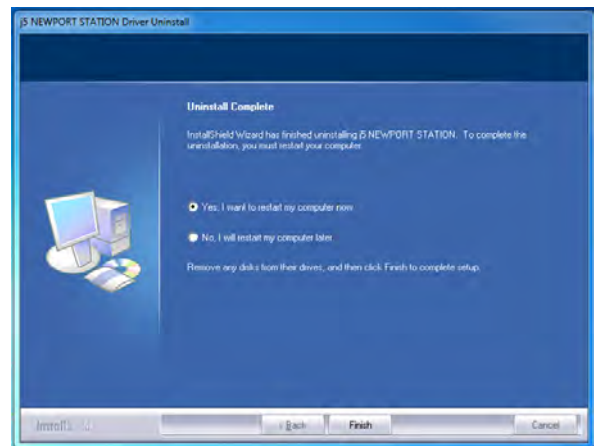 j5 NEWPORT STATION Driver Uninstall
Uninstall Complete
InstallShield Wizard has finished uninstalling j5 NEWPORT STATION. To complete the
uninstallation, you must restart your computer.
Yes, I want to restart my computer now.
No, I will restart my computer later.
Remove any disks from their drives, and then click Finish to complete setup.
InstallShield
< Back
Finish
Cancel